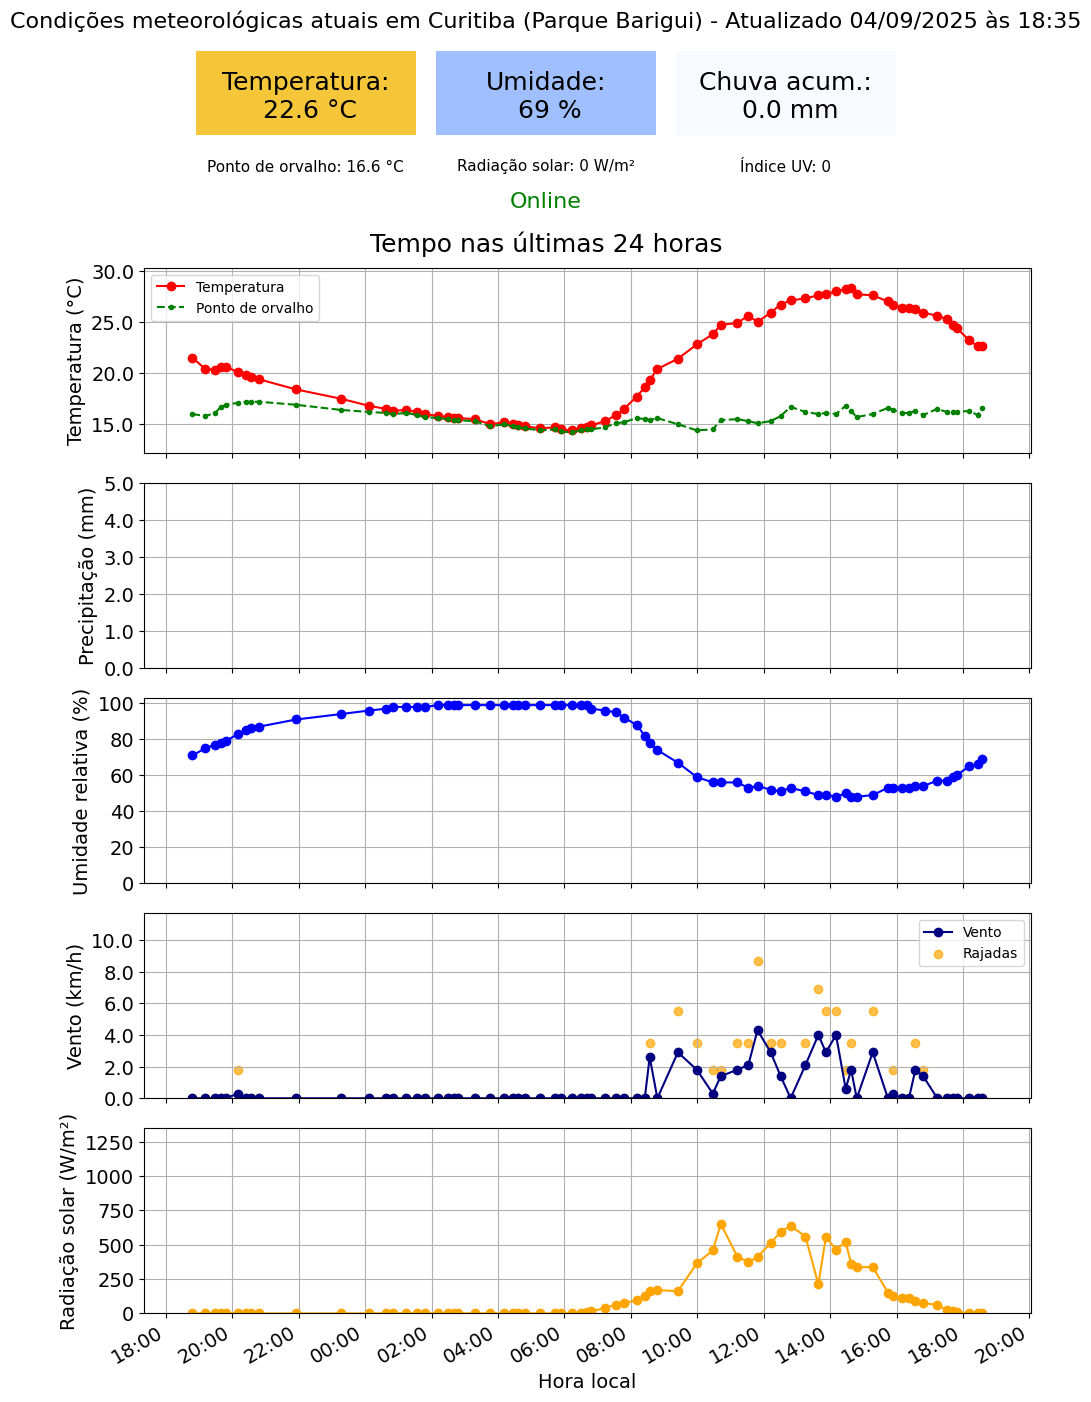 Condições meteorológicas atuais em Curitiba (Parque Barigui) - Atualizado 04/09/2025 às 18:35
Temperatura:
22.6 °C
Umidade:
69 %
Chuva acum.:
0.0 mm
Ponto de orvalho: 16.6 °C
Radiação solar: 0 W/m²
Índice UV: 0
Online
Tempo nas últimas 24 horas
Temperatura (°C)
30.0
25.0
20.0
15.0
Temperatura
Ponto de orvalho
Precipitação (mm)
5.0
4.0
3.0
2.0
1.0
0.0
Umidade relativa (%)
100
80
60
40
20
0
Vento (km/h)
10.0
8.0
6.0
4.0
2.0
0.0
Vento
Rajadas
Radiação solar (W/m²)
1250
1000
750
500
250
0
18:00
20:00
22:00
00:00
02:00
04:00
06:00
08:00
10:00
12:00
14:00
16:00
18:00
20:00
Hora local